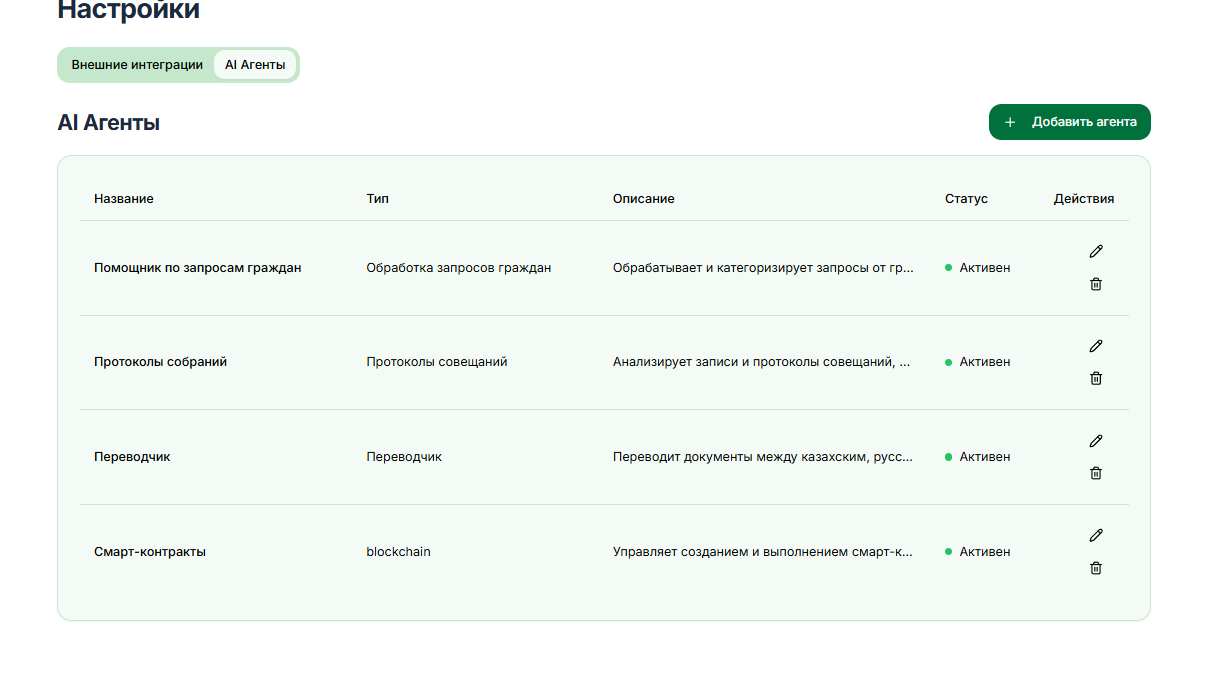 Настройки
Внешние интеграции AI Агенты
AI Агенты
+ Добавить агента
Название Тип Описание Статус Действия
Помощник по запросам граждан Обработка запросов граждан Обрабатывает и категоризирует запросы от гр... Активен
Протоколы собраний Протоколы совещаний Анализирует записи и протоколы совещаний, ... Активен
Переводчик Переводчик Переводит документы между казахским, русс... Активен
Смарт-контракты blockchain Управляет созданием и выполнением смарт-к... Активен